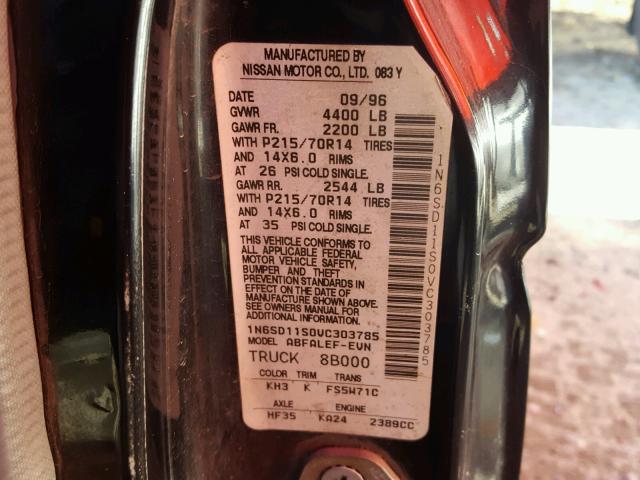 MANUFACTURED BY
NISSAN MOTOR CO., LTD. 083 Y
DATE 09/96
GVWR 4400 LB
GAWR FR. 2200 LB
WITH P215/70R14 TIRES
AND 14X6.0 RIMS
AT 26 PSI COLD SINGLE.
GAWR RR. 2544 LB
WITH P215/70R14 TIRES
AND 14X6.0 RIMS
AT 35 PSI COLD SINGLE.
THIS VEHICLE CONFORMS TO
ALL APPLICABLE FEDERAL
MOTOR VEHICLE SAFETY,
BUMPER AND THEFT
PREVENTION STANDARDS IN
EFFECT ON THE DATE OF
MANUFACTURE SHOWN ABOVE.
SEE OWNERS MANUAL
1N6SD11S0VC303785
MODEL ABFALEF-EVN
TRUCK 8B000
COLOR TRIM TRANS
KH3 K FS5W71C
AXLE ENGINE
HF35 KA24 2389CC
1N6SD11S0VC303785